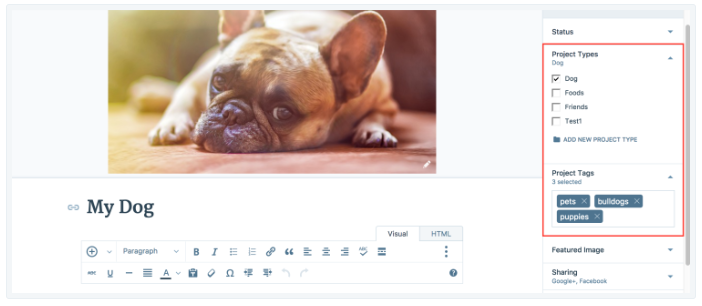 Status
Project Types
Dog
Dog
Foods
Friends
Test1
ADD NEW PROJECT TYPE
Project Tags
3 selected
pets × bulldogs ×
puppies ×
My Dog
Visual HTML
Paragraph B I
ABC U A Ω
Featured Image
Sharing
Google+, Facebook